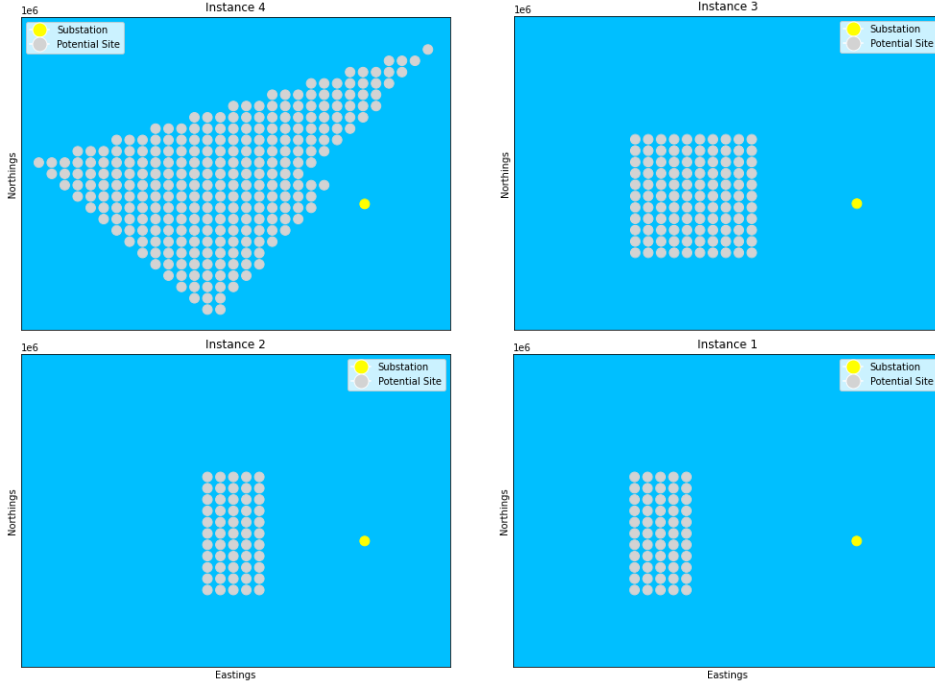 Instance 4
1e6
Substation
Potential Site
Northings
Instance 3
1e6
Substation
Potential Site
Northings
Instance 2
1e6
Substation
Potential Site
Northings
Eastings
Instance 1
1e6
Substation
Potential Site
Northings
Eastings